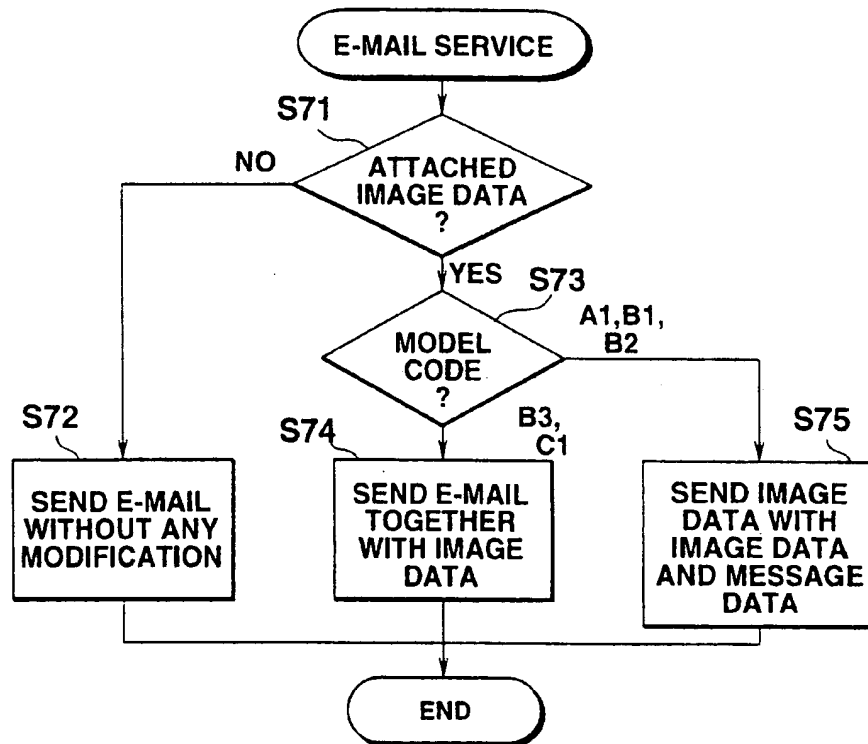 E-MAIL SERVICE
S71
NO
ATTACHED
IMAGE DATA
?
YES
S73
MODEL
CODE
?
A1,B1,
B2
B3,
C1
S72
SEND E-MAIL
WITHOUT ANY
MODIFICATION
S74
SEND E-MAIL
TOGETHER
WITH IMAGE
DATA
S75
SEND IMAGE
DATA WITH
IMAGE DATA
AND MESSAGE
DATA
END